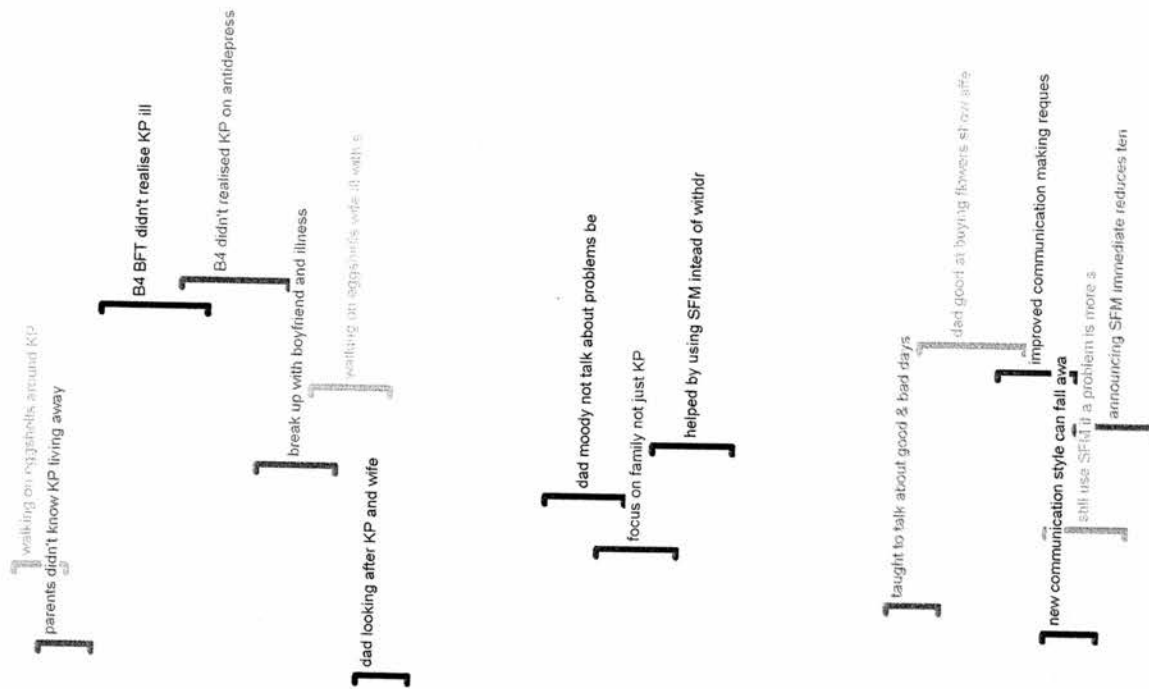 walking on eggshells around KP
parents didn't know KP living away
B4 BFT didn't realise KP ill
B4 didn't realised KP on antidepress
break up with boyfriend and illness
walking on eggshells wife ill with s
dad looking after KP and wife
dad moody not talk about problems be
focus on family not just KP
helped by using SFM intead of withdr
taught to talk about good & bad days
dad good at buying flowers show affe
improved communication making reques
new communication style can fall awa
still use SFM if a problem is more s
announcing SFM immediate reduces ten